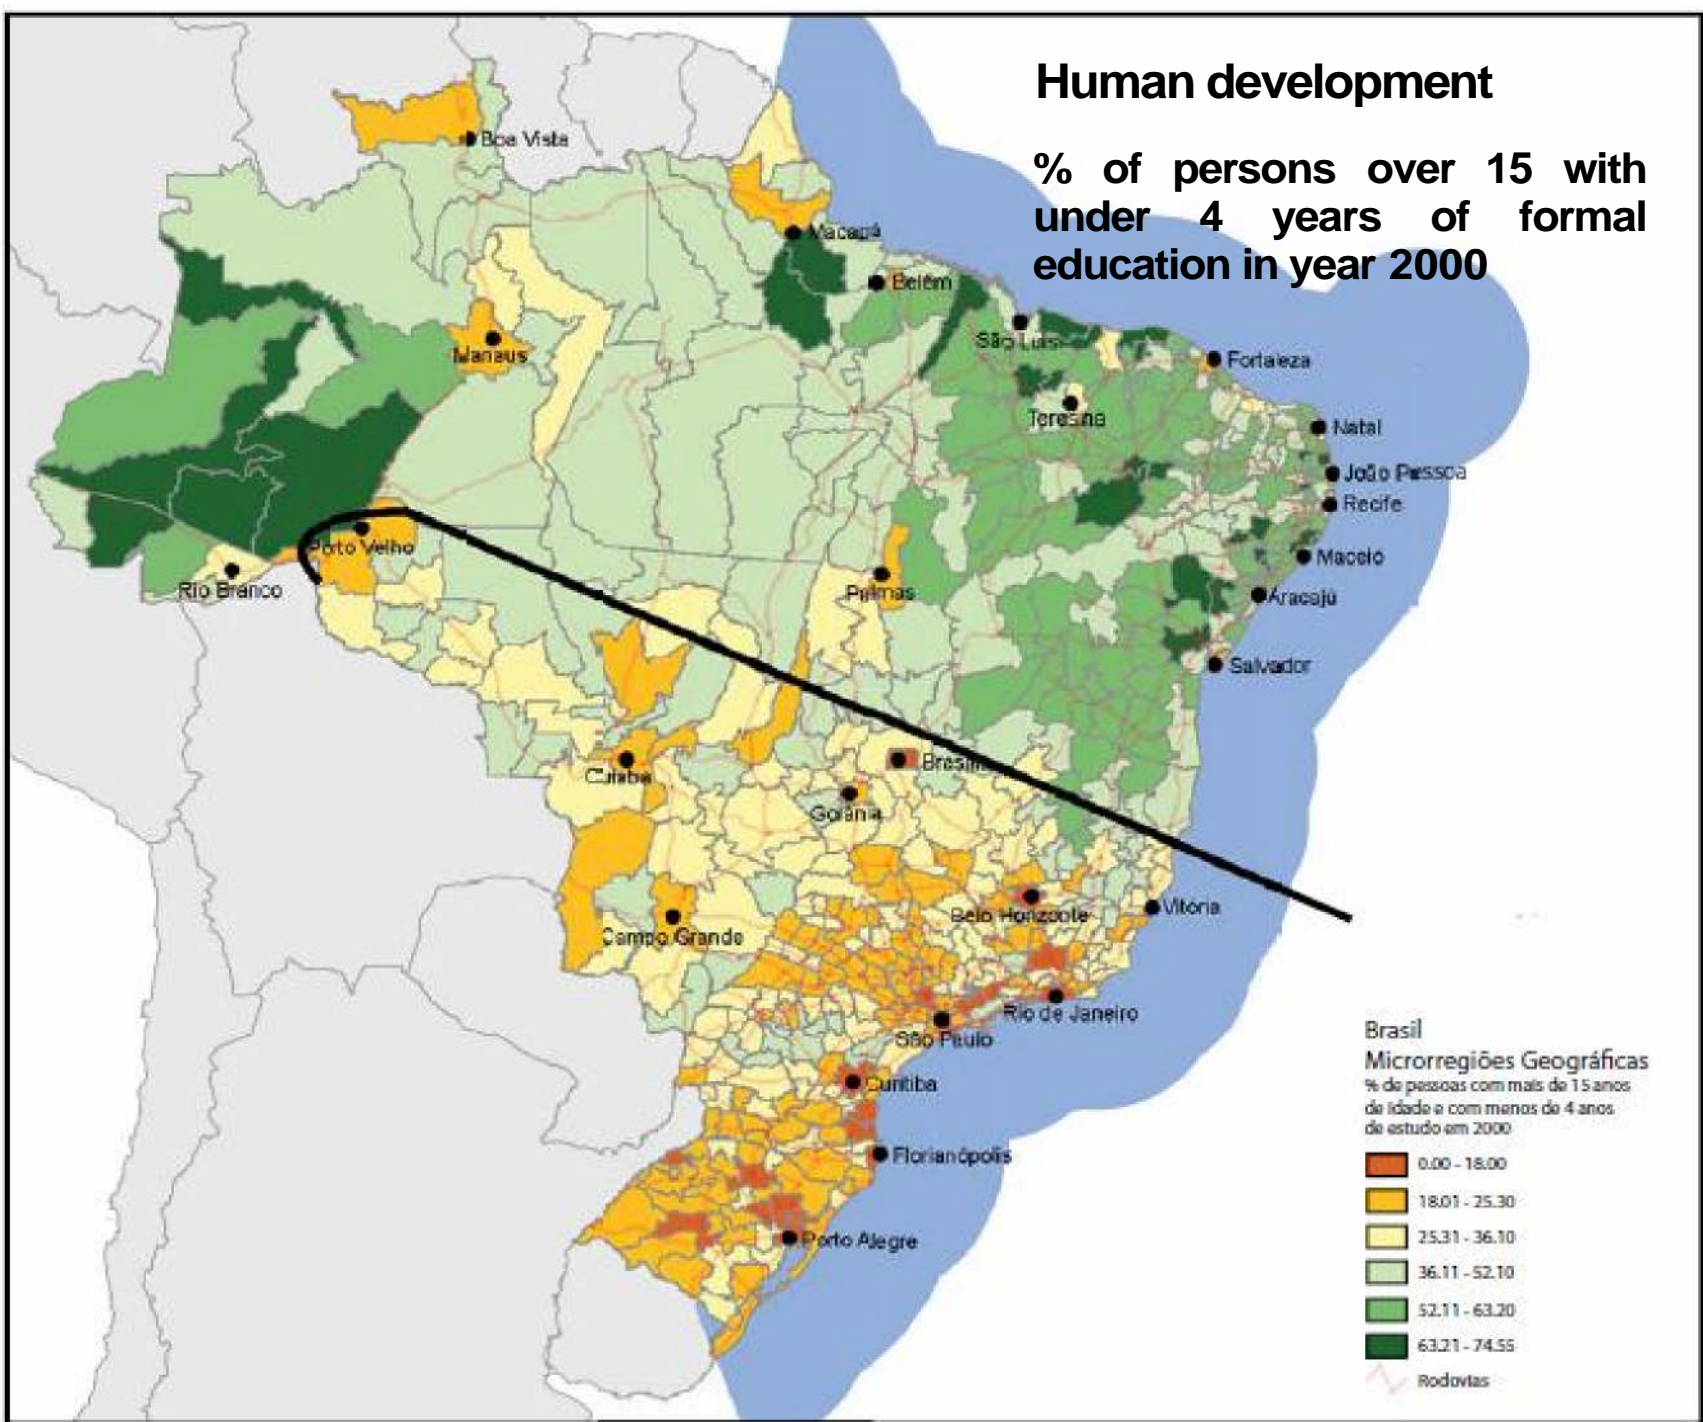 Human development
% of persons over 15 with
under 4 years of formal
education in year 2000
Boa Vista
Macapá
Belém
São Luis
Manaus
Fortaleza
Teresina
Natal
João Pessoa
Recife
Porto Velho
Maceió
Rio Branco
Palmas
Aracajú
Salvador
Brasília
Cuiaba
Goiânia
Belo Horizonte
Vitória
Campo Grande
Rio de Janeiro
São Paulo
Curitiba
Florianópolis
Porto Alegre
Brasil
Microrregiões Geográficas
% de pessoas com mais de 15 anos
de idade e com menos de 4 anos
de estudo em 2000
0.00 - 18.00
18.01 - 25.30
25.31 - 36.10
36.11 - 52.10
52.11 - 63.20
63.21 - 74.55
Rodovias